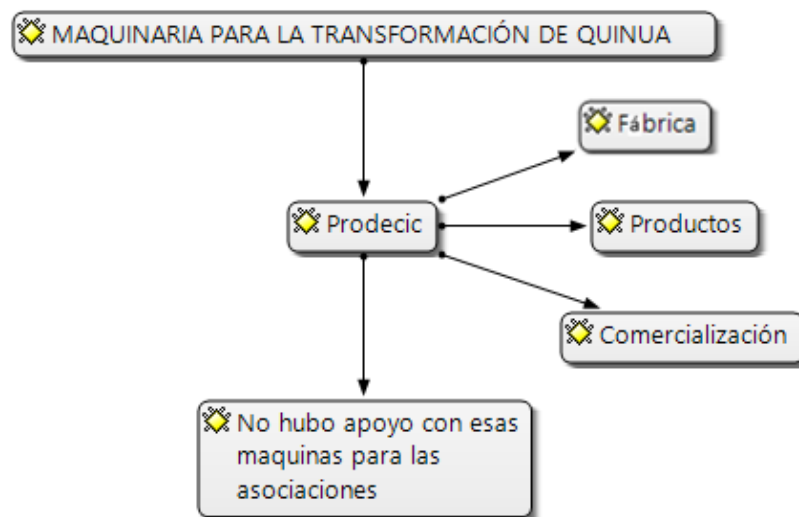 MAQUINARIA PARA LA TRANSFORMACIÓN DE QUINUA
Fábrica
Prodecic
Productos
Comercialización
No hubo apoyo con esas
maquinas para las
asociaciones